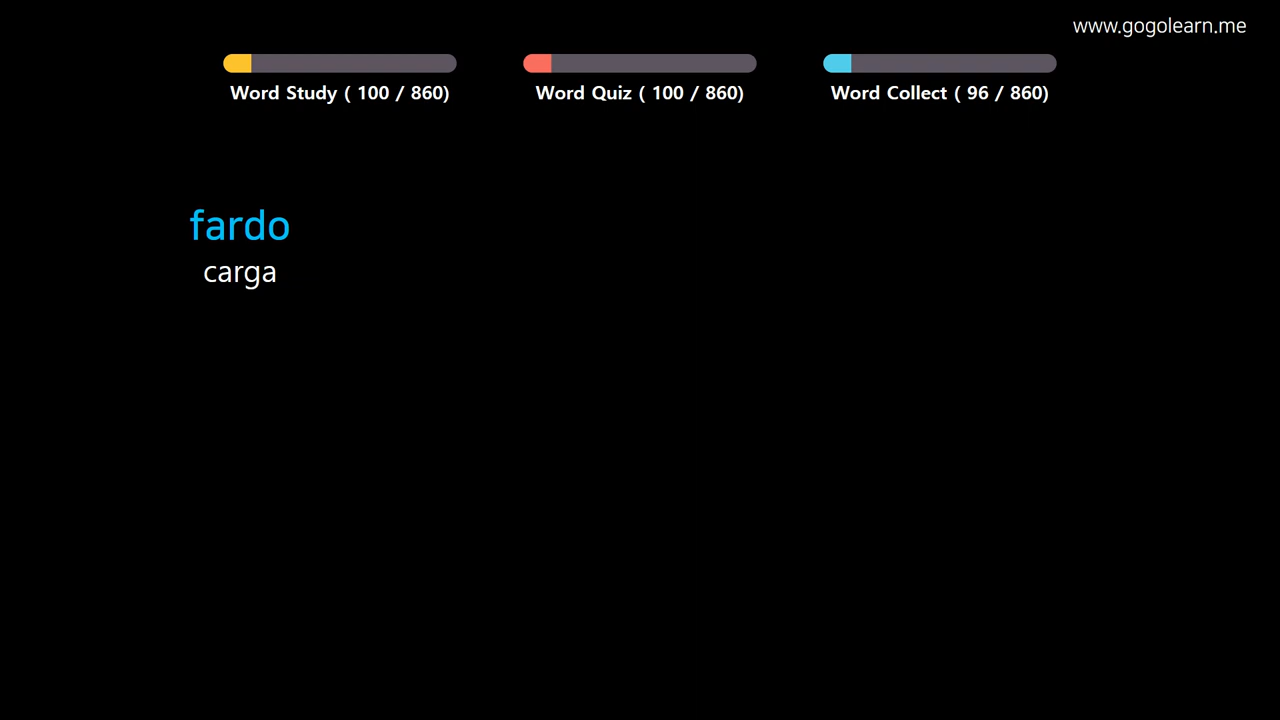 www.gogolearn.me
Word Study ( 100 / 860)
Word Quiz ( 100 / 860)
Word Collect ( 96 / 860)
fardo
carga